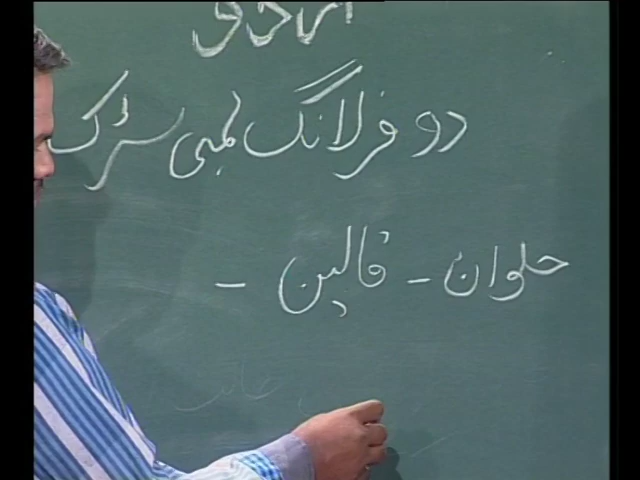 دو فرلانگ لمبی سڑک
حلوان - قالین -